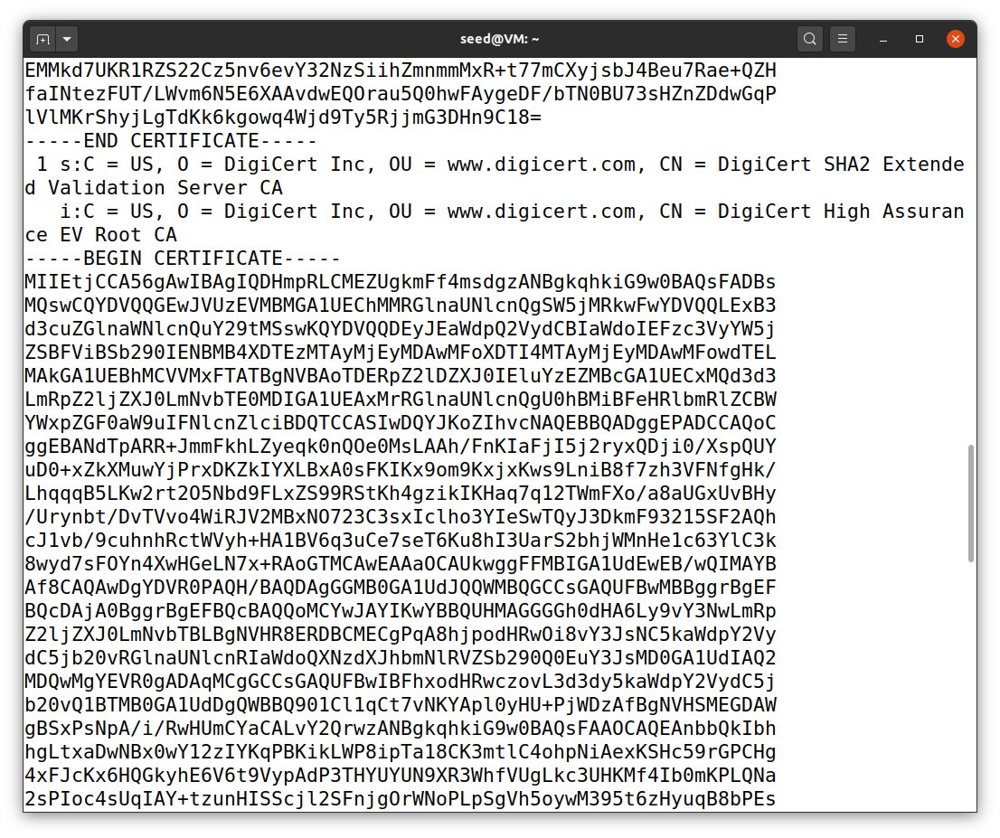 seed@VM: ~
EMMkd7UKR1RZS22Cz5nv6evY32NzSiihZmnmmMxR+t77mCXyjsbJ4Beu7Rae+QZH
faINtezFUT/LWvm6N5E6XAAvdwEQOrau5Q0hwFAygeDF/bTN0BU73sHZnZDdwGqP
lVlMKrShyjLgTdKk6kgowq4Wjd9Ty5RjjmG3DHn9C18=
-----END CERTIFICATE-----
 1 s:C = US, O = DigiCert Inc, OU = www.digicert.com, CN = DigiCert SHA2 Extende
d Validation Server CA
   i:C = US, O = DigiCert Inc, OU = www.digicert.com, CN = DigiCert High Assuran
ce EV Root CA
-----BEGIN CERTIFICATE-----
MIIEtjCCA56gAwIBAgIQDHmpRLCMEZUgkmFf4msdgzANBgkqhkiG9w0BAQsFADBs
MQswCQYDVQQGEwJVUzEVMBMGA1UEChMMRGlnaUNlcnQgSW5jMRkwFwYDVQQLExB3
d3cuZGlnaWNlcnQuY29tMSswKQYDVQQDEyJEaWdpQ2VydCBIaWdoIEFzc3VyYW5j
ZSBFViBSb290IENBMB4XDTEzMTAyMjEyMDAwMFoXDTI4MTAyMjEyMDAwMFowdTEL
MAkGA1UEBhMCVVMxFTATBgNVBAoTDERpZ2lDZXJ0IEluYzEZMBcGA1UECxMQd3d3
LmRpZ2ljZXJ0LmNvbTE0MDIGA1UEAxMrRGlnaUNlcnQgU0hBMiBFeHRlbmRlZCBW
YWxpZGF0aW9uIFNlcnZlciBDQTCCASIwDQYJKoZIhvcNAQEBBQADggEPADCCAQoC
ggEBANdTpARR+JmmFkhLZyeqk0nQOe0MsLAAh/FnKIaFjI5j2ryxQDji0/XspQUY
uD0+xZkXMuwYjPrxDKZkIYXLBxA0sFKIKx9om9KxjxKws9LniB8f7zh3VFNfgHk/
LhqqqB5LKw2rt2O5Nbd9FLxZS99RStKh4gzikIKHaq7q12TWmFXo/a8aUGxUvBHy
/Urynbt/DvTVvo4WiRJV2MBxNO723C3sxIclho3YIeSwTQyJ3DkmF93215SF2AQh
cJ1vb/9cuhnhRctWVyh+HA1BV6q3uCe7seT6Ku8hI3UarS2bhjWMnHe1c63YlC3k
8wyd7sFOYn4XwHGeLN7x+RAoGTMCAwEAAaOCAUkwggFFMBIGA1UdEwEB/wQIMAYB
Af8CAQAwDgYDVR0PAQH/BAQDAgGGMB0GA1UdJQQWMBQGCCsGAQUFBwMBBggrBgEF
BQcDAjA0BggrBgEFBQcBAQQoMCYwJAYIKwYBBQUHMAGGGGh0dHA6Ly9vY3NwLmRp
Z2ljZXJ0LmNvbTBLBgNVHR8ERDBCMECgPqA8hjpodHRwOi8vY3JsNC5kaWdpY2Vy
dC5jb20vRGlnaUNlcnRIaWdoQXNzdXJhbmNlRVZSb290Q0EuY3JsMD0GA1UdIAQ2
MDQwMgYEVR0gADAqMCgGCCsGAQUFBwIBFhxodHRwczovL3d3dy5kaWdpY2VydC5j
b20vQ1BTMB0GA1UdDgQWBBQ901Cl1qCt7vNKYApl0yHU+PjWDzAfBgNVHSMEGDAW
gBSxPsNpA/i/RwHUmCYaCALvY2QrwzANBgkqhkiG9w0BAQsFAAOCAQEAnbbQkIbh
hgLtxaDwNBx0wY12zIYKqPBKikLWP8ipTa18CK3mtlC4ohpNiAexKSHc59rGPCHg
4xFJcKx6HQGkyhE6V6t9VypAdP3THYUYUN9XR3WhfVUgLkc3UHKMf4Ib0mKPLQNa
2sPIoc4sUqIAY+tzunHISScjl2SFnjgOrWNoPLpSgVh5oywM395t6zHyuqB8bPEs